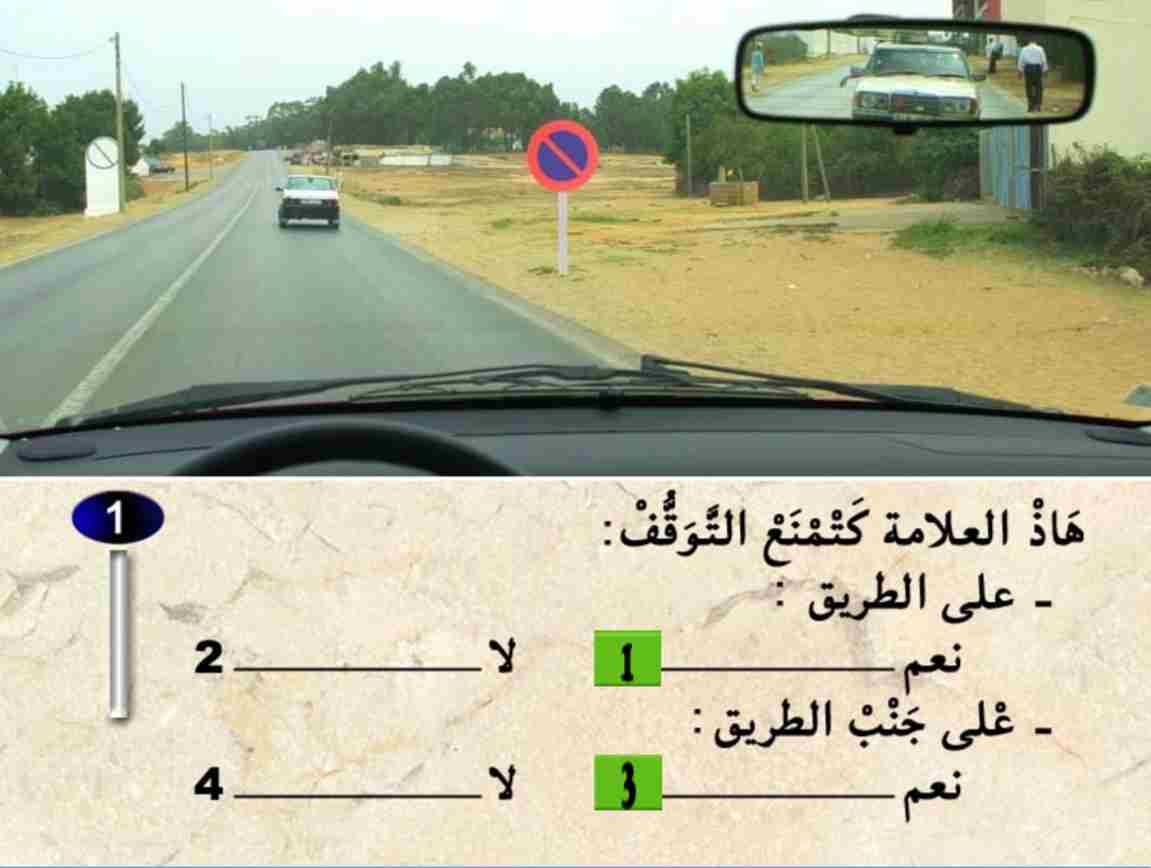 1
هَاذْ العلامة كَتْمْنَعْ التَّوَقُّفْ:
- على الطريق :
نعم 1 لا 2
- عْلى جَنْبْ الطريق :
نعم 3 لا 4